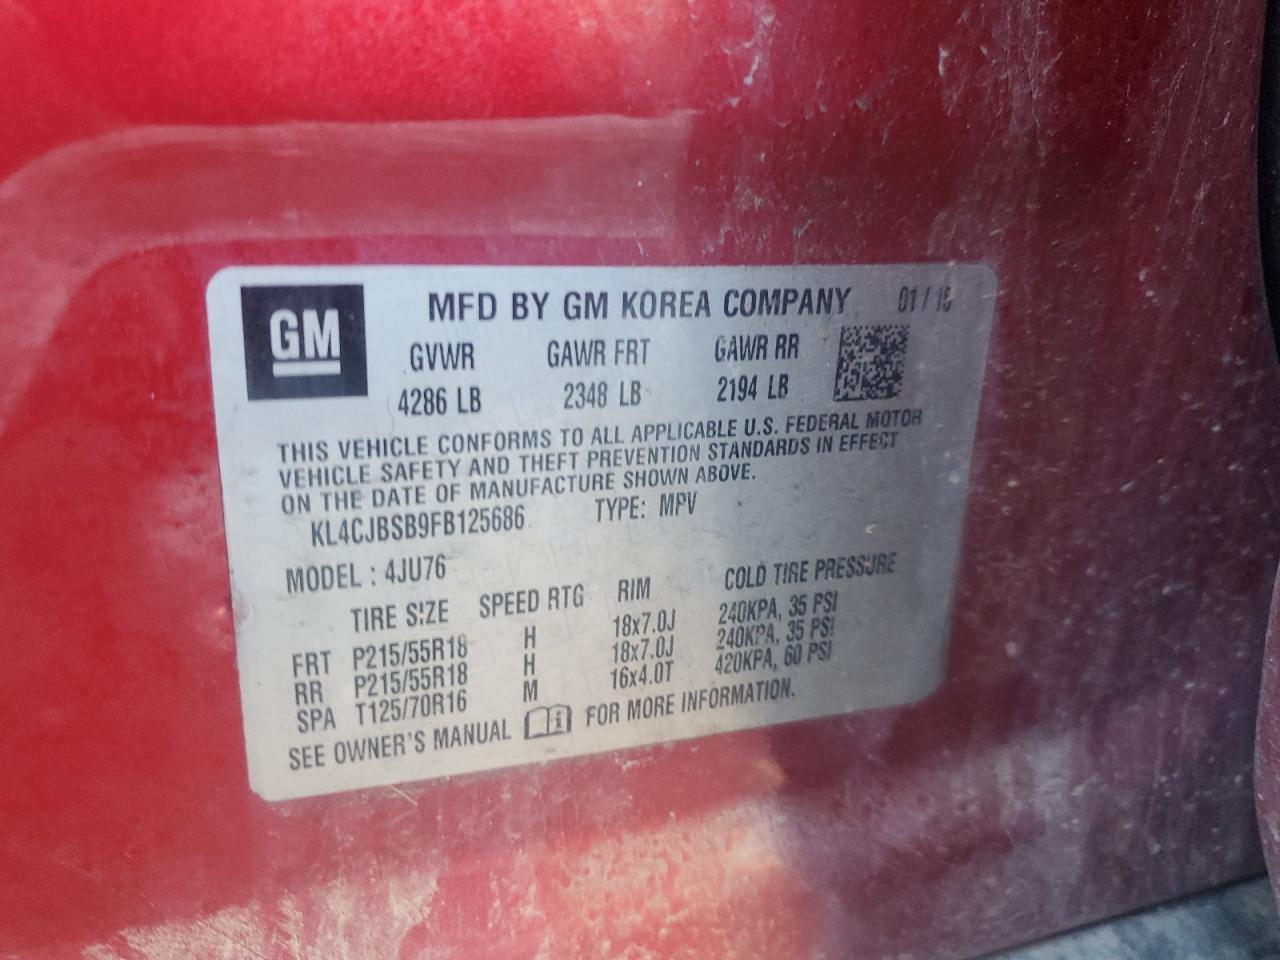 GM MFD BY GM KOREA COMPANY 01 / 15
GVWR GAWR FRT GAWR RR
4286 LB 2348 LB 2194 LB
THIS VEHICLE CONFORMS TO ALL APPLICABLE U.S. FEDERAL MOTOR
VEHICLE SAFETY AND THEFT PREVENTION STANDARDS IN EFFECT
ON THE DATE OF MANUFACTURE SHOWN ABOVE.
KL4CJBSB9FB125686 TYPE: MPV
MODEL : 4JU76
TIRE SIZE SPEED RTG RIM COLD TIRE PRESSURE
FRT P215/55R18 H 18x7.0J 240KPA, 35 PSI
RR P215/55R18 H 18x7.0J 240KPA, 35 PSI
SPA T125/70R16 M 16x4.0T 420KPA, 60 PSI
SEE OWNER'S MANUAL i FOR MORE INFORMATION.